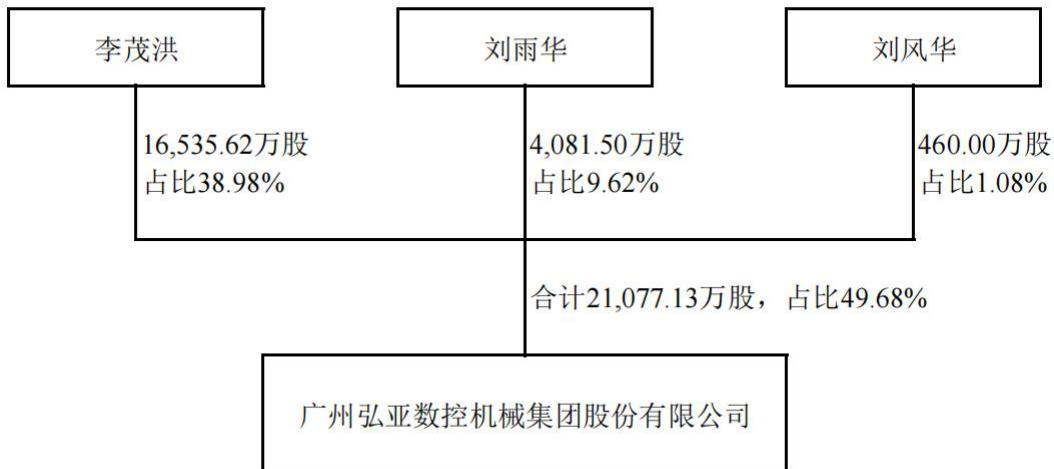 李茂洪
刘雨华
刘风华
16,535.62万股
占比38.98%
4,081.50万股
占比9.62%
460.00万股
占比1.08%
合计21,077.13万股，占比49.68%
广州弘亚数控机械集团股份有限公司